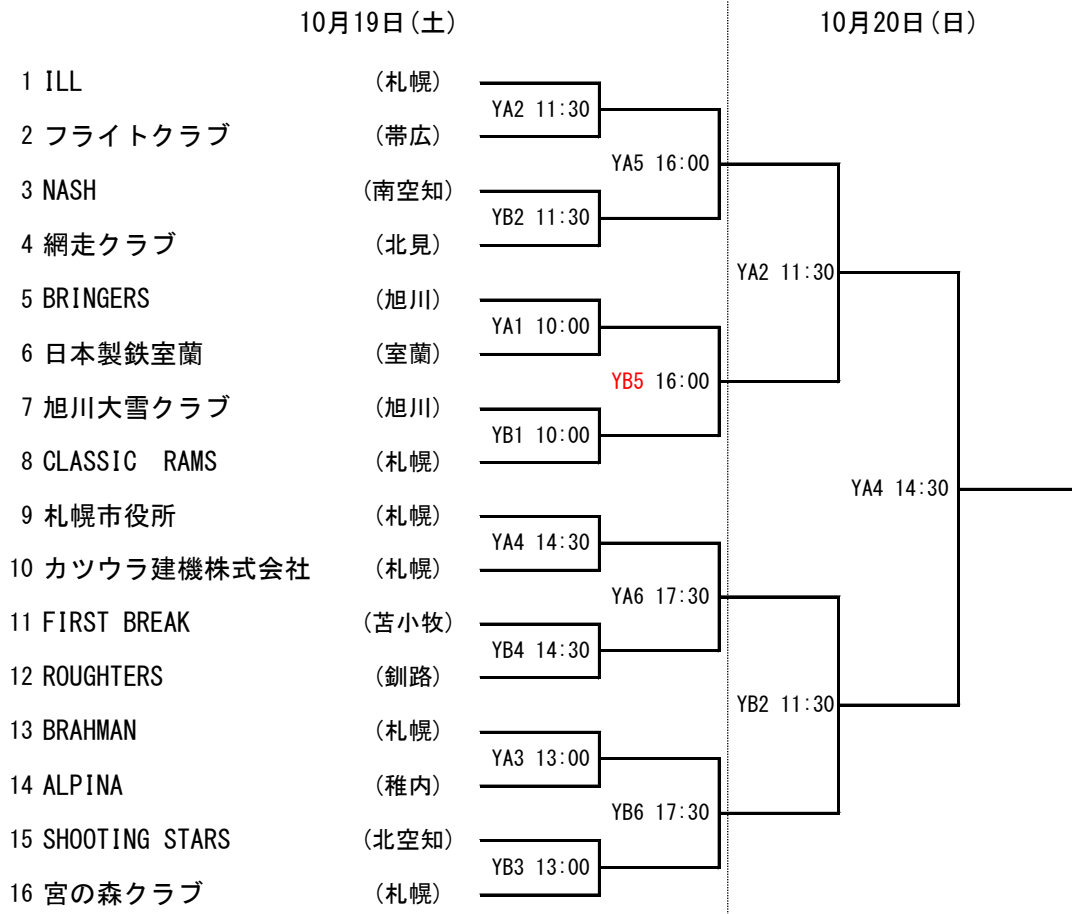 10月19日(土) 10月20日(日)
1 ILL (札幌)
YA2 11:30
2 フライトクラブ (帯広)
YA5 16:00
3 NASH (南空知)
YB2 11:30
4 網走クラブ (北見)
YA2 11:30
5 BRINGERS (旭川)
YA1 10:00
6 日本製鉄室蘭 (室蘭)
YB5 16:00
7 旭川大雪クラブ (旭川)
YB1 10:00
8 CLASSIC RAMS (札幌)
YA4 14:30
9 札幌市役所 (札幌)
YA4 14:30
10 カツウラ建機株式会社 (札幌)
YA6 17:30
11 FIRST BREAK (苫小牧)
YB4 14:30
12 ROUGHTERS (釧路)
YB2 11:30
13 BRAHMAN (札幌)
YA3 13:00
14 ALPINA (稚内)
YB6 17:30
15 SHOOTING STARS (北空知)
YB3 13:00
16 宮の森クラブ (札幌)